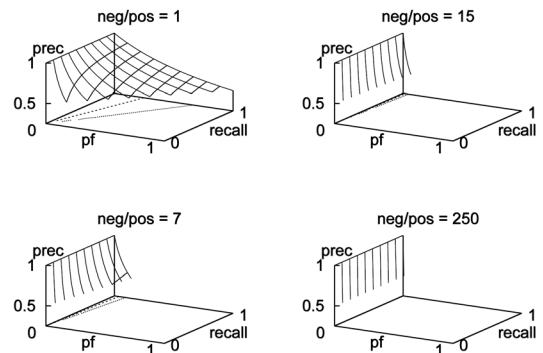 neg/pos = 1
prec
1
0.5
0
pf
1
0
recall
1
neg/pos = 15
prec
1
0.5
0
pf
1
0
recall
1
neg/pos = 7
prec
1
0.5
0
pf
1
0
recall
1
neg/pos = 250
prec
1
0.5
0
pf
1
0
recall
1